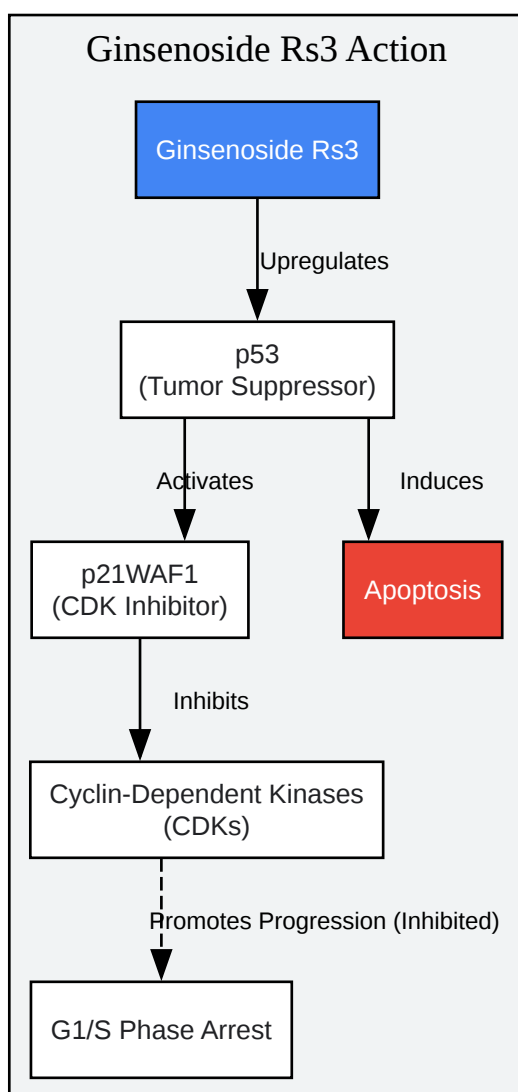 Ginsenoside Rs3 Action
Ginsenoside Rs3
Upregulates
p53
(Tumor Suppressor)
Activates
Induces
p21WAF1
(CDK Inhibitor)
Apoptosis
Inhibits
Cyclin-Dependent Kinases
(CDKs)
Promotes Progression (Inhibited)
G1/S Phase Arrest